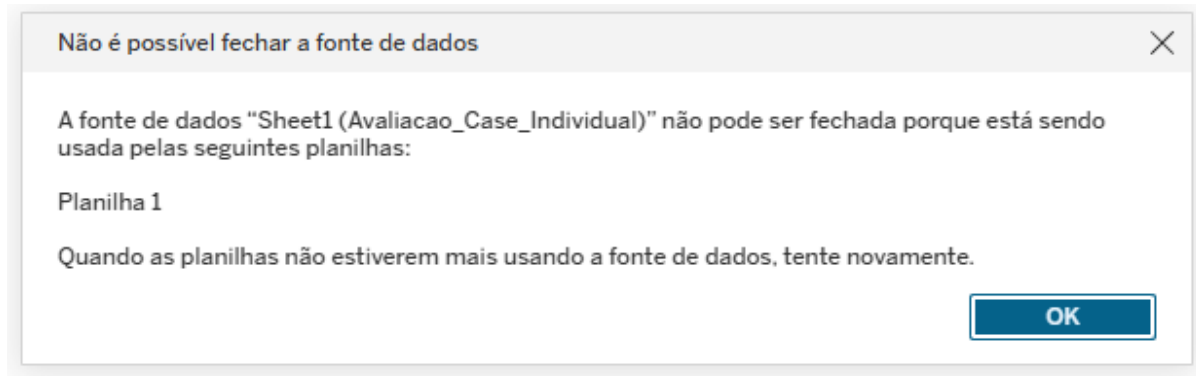 Não é possível fechar a fonte de dados
A fonte de dados “Sheet1 (Avaliacao_Case_Individual)” não pode ser fechada porque está sendo
usada pelas seguintes planilhas:
Planilha 1
Quando as planilhas não estiverem mais usando a fonte de dados, tente novamente.
OK